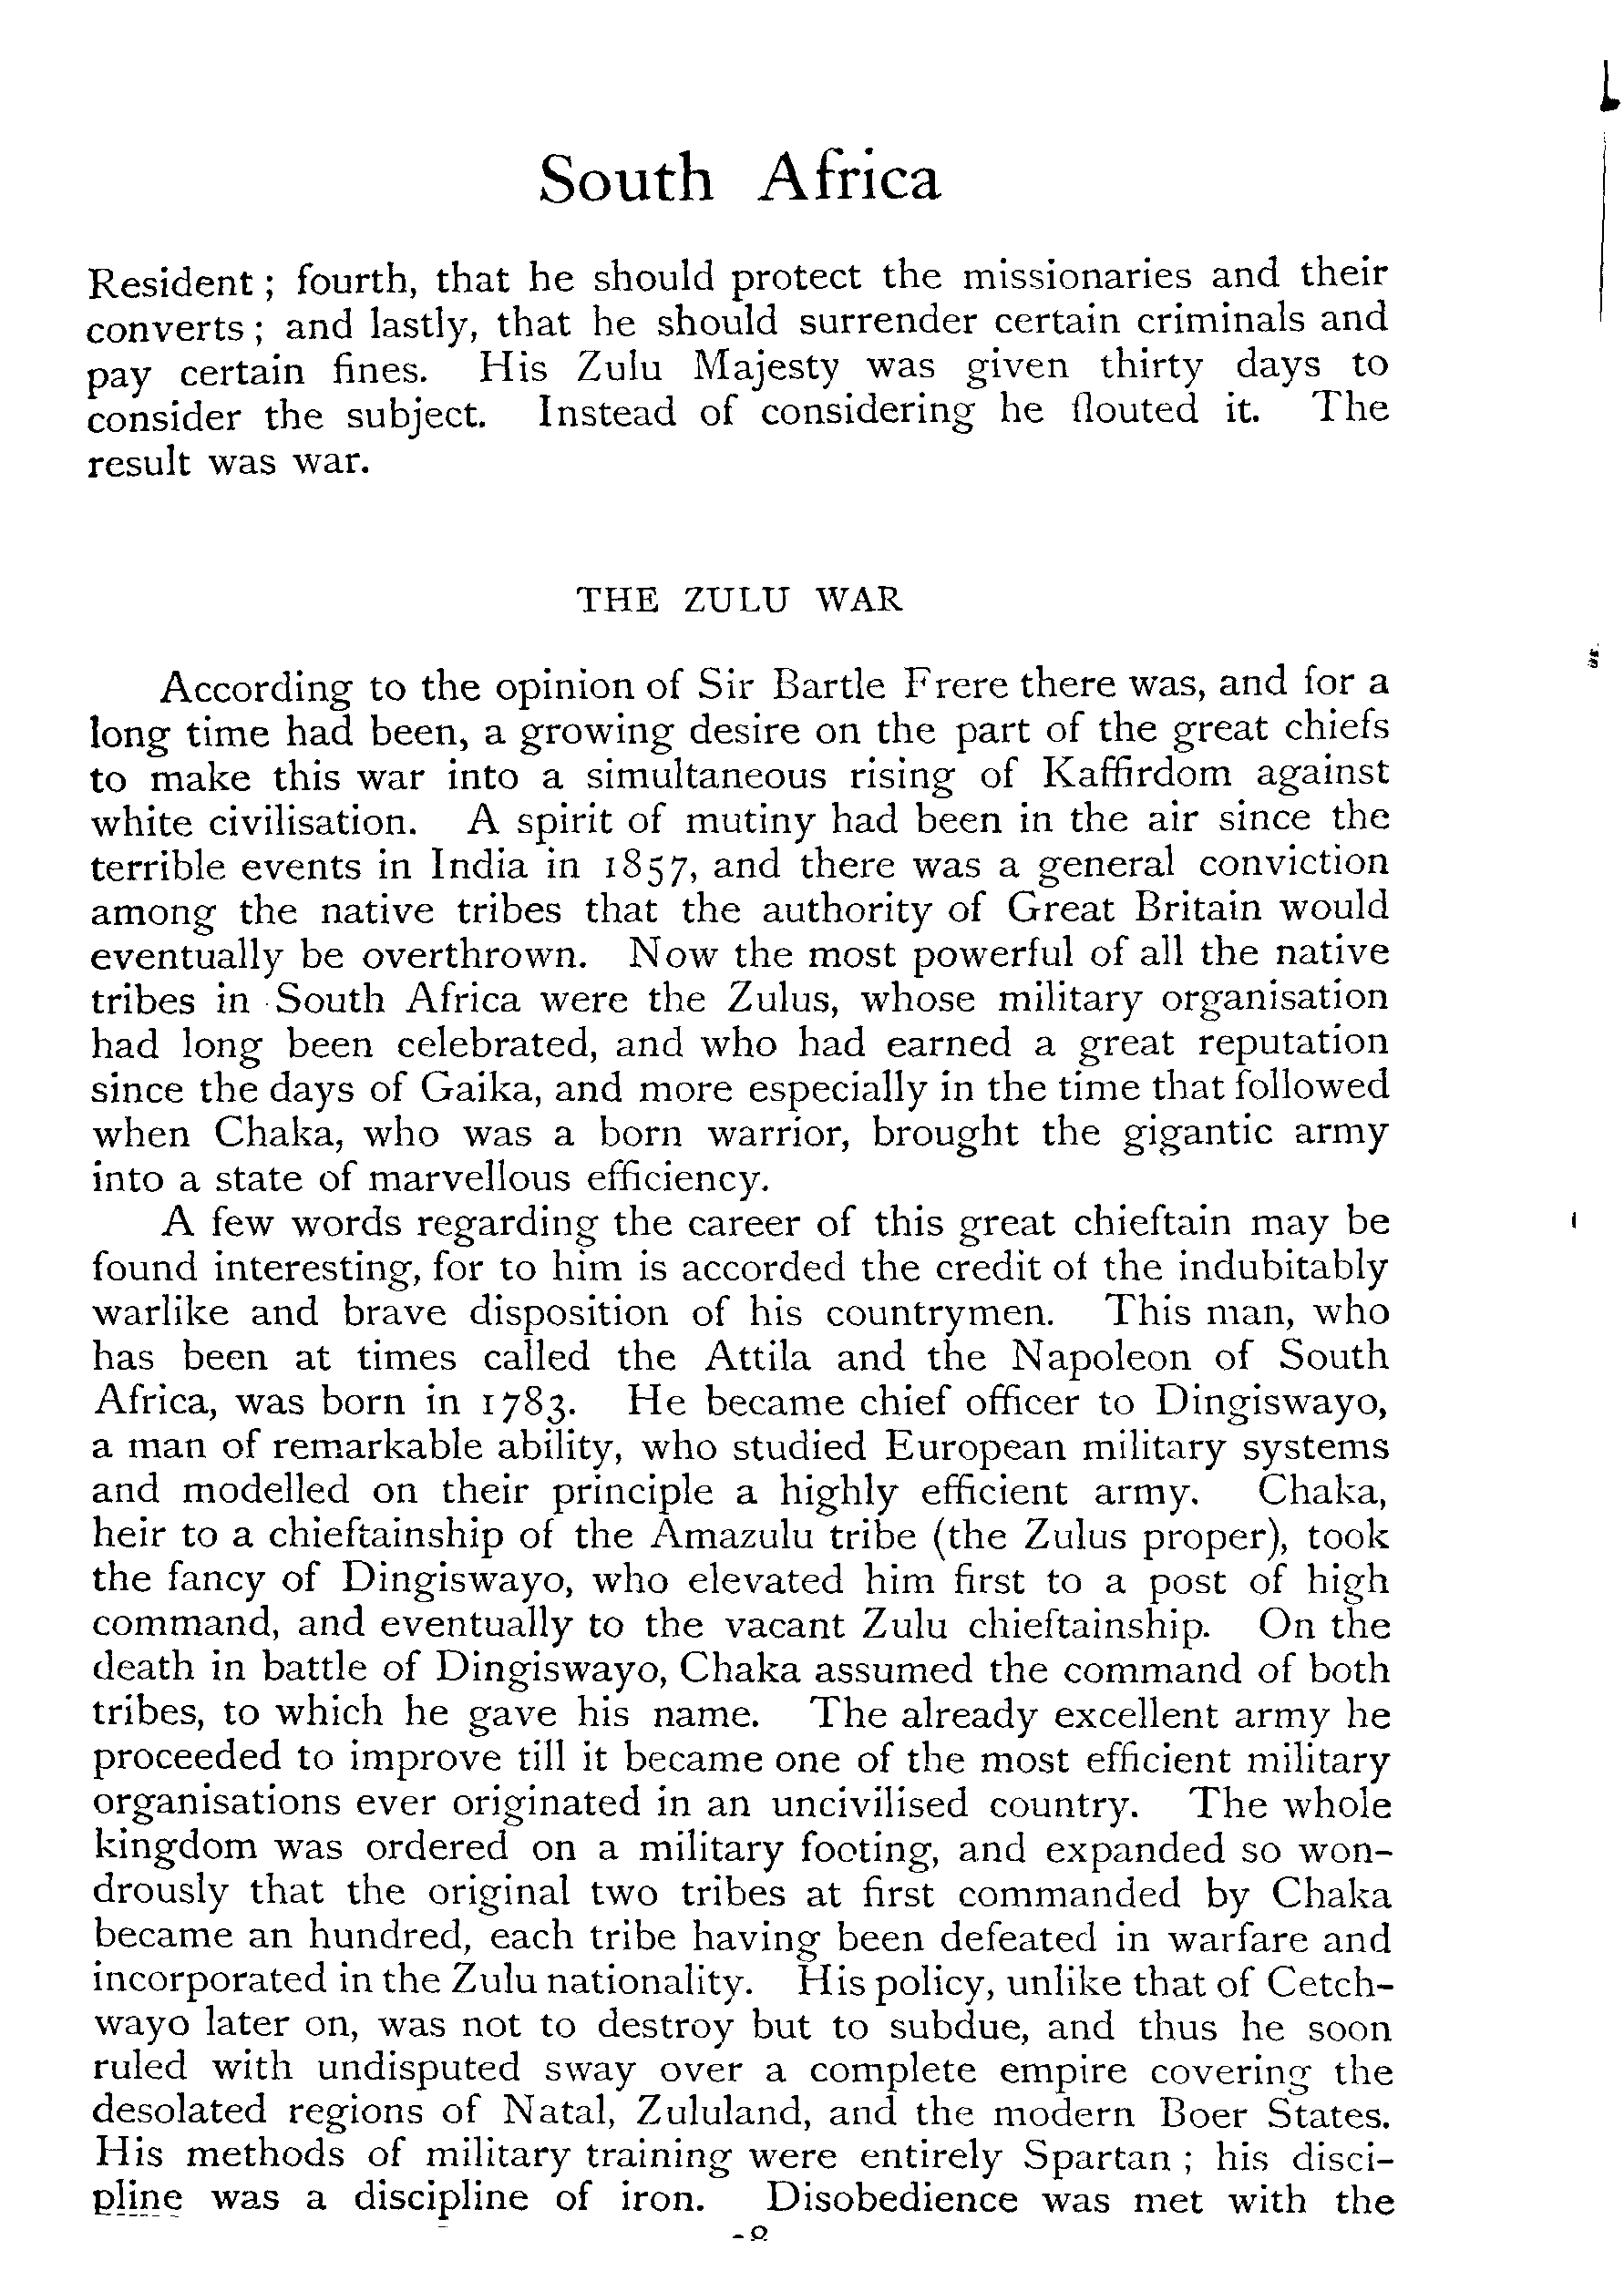 South Africa
Resident ; fourth, that he should protect the missionaries and their
converts ; and lastly, that he should surrender certain criminals and
pay certain fines. His Zulu Majesty was given thirty days to
consider the subject. Instead of considering he flouted it. The
result was war.
THE ZULU WAR
According to the opinion of Sir Bartle Frere there was, and for a
long time had been, a growing desire on the part of the great chiefs
to make this war into a simultaneous rising of Kaffirdom against
white civilisation. A spirit of mutiny had been in the air since the
terrible events in India in 1857, and there was a general conviction
among the native tribes that the authority of Great Britain would
eventually be overthrown. Now the most powerful of all the native
tribes in South Africa were the Zulus, whose military organisation
had long been celebrated, and who had earned a great reputation
since the days of Gaika, and more especially in the time that followed
when Chaka, who was a born warrior, brought the gigantic army
into a state of marvellous efficiency.
A few words regarding the career of this great chieftain may be
found interesting, for to him is accorded the credit of the indubitably
warlike and brave disposition of his countrymen. This man, who
has been at times called the Attila and the Napoleon of South
Africa, was born in 1783. He became chief officer to Dingiswayo,
a man of remarkable ability, who studied European military systems
and modelled on their principle a highly efficient army. Chaka,
heir to a chieftainship of the Amazulu tribe (the Zulus proper), took
the fancy of Dingiswayo, who elevated him first to a post of high
command, and eventually to the vacant Zulu chieftainship. On the
death in battle of Dingiswayo, Chaka assumed the command of both
tribes, to which he gave his name. The already excellent army he
proceeded to improve till it became one of the most efficient military
organisations ever originated in an uncivilised country. The whole
kingdom was ordered on a military footing, and expanded so won-
drously that the original two tribes at first commanded by Chaka
became an hundred, each tribe having been defeated in warfare and
incorporated in the Zulu nationality. His policy, unlike that of Cetch-
wayo later on, was not to destroy but to subdue, and thus he soon
ruled with undisputed sway over a complete empire covering the
desolated regions of Natal, Zululand, and the modern Boer States.
His methods of military training were entirely Spartan ; his disci-
pline was a discipline of iron. Disobedience was met with the